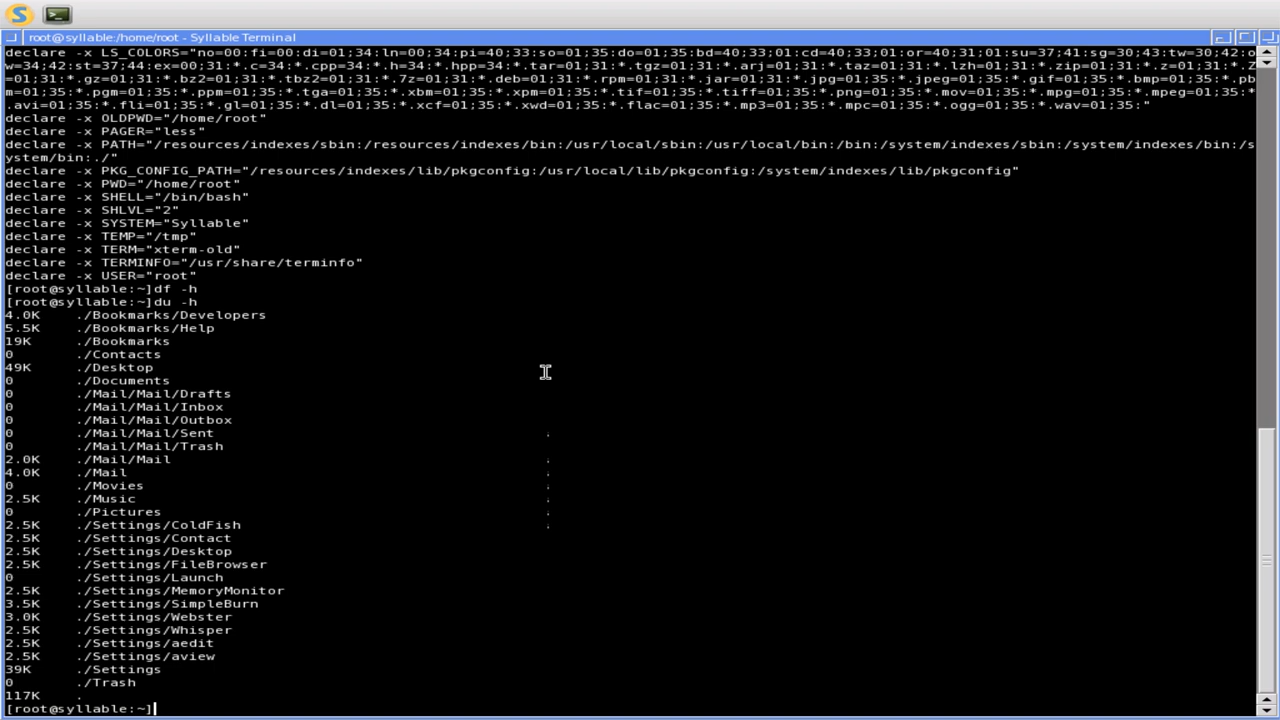 root@syllable:/home/root - Syllable Terminal
declare -x LS_COLORS="no=00:fi=00:di=01;34:ln=00;34:pi=40;33:so=01;35:do=01;35:bd=40;33;01:cd=40;33;01:or=40;31;01:su=37;41:sg=30;43:tw=30;42:o
w=34;42:st=37;44:ex=00;31:*.c=34:*.cpp=34:*.h=34:*.hpp=34:*.tar=01;31:*.tgz=01;31:*.arj=01;31:*.taz=01;31:*.lzh=01;31:*.zip=01;31:*.z=01;31:*.Z
=01;31:*.gz=01;31:*.bz2=01;31:*.tbz2=01;31:*.7z=01;31:*.deb=01;31:*.rpm=01;31:*.jar=01;31:*.jpg=01;35:*.jpeg=01;35:*.gif=01;35:*.bmp=01;35:*.pb
m=01;35:*.pgm=01;35:*.ppm=01;35:*.tga=01;35:*.xbm=01;35:*.xpm=01;35:*.tif=01;35:*.tiff=01;35:*.png=01;35:*.mov=01;35:*.mpg=01;35:*.mpeg=01;35:*
.avi=01;35:*.fli=01;35:*.gl=01;35:*.dl=01;35:*.xcf=01;35:*.xwd=01;35:*.flac=01;35:*.mp3=01;35:*.mpc=01;35:*.ogg=01;35:*.wav=01;35:"
declare -x OLDPWD="/home/root"
declare -x PAGER="less"
declare -x PATH="/resources/indexes/sbin:/resources/indexes/bin:/usr/local/sbin:/usr/local/bin:/bin:/system/indexes/sbin:/system/indexes/bin:/s
ystem/bin:./"
declare -x PKG_CONFIG_PATH="/resources/indexes/lib/pkgconfig:/usr/local/lib/pkgconfig:/system/indexes/lib/pkgconfig"
declare -x PWD="/home/root"
declare -x SHELL="/bin/bash"
declare -x SHLVL="2"
declare -x SYSTEM="Syllable"
declare -x TEMP="/tmp"
declare -x TERM="xterm-old"
declare -x TERMINFO="/usr/share/terminfo"
declare -x USER="root"
[root@syllable:~]df -h
[root@syllable:~]du -h
4.0K ./Bookmarks/Developers
5.5K ./Bookmarks/Help
19K ./Bookmarks
0 ./Contacts
49K ./Desktop
0 ./Documents
0 ./Mail/Mail/Drafts
0 ./Mail/Mail/Inbox
0 ./Mail/Mail/Outbox
0 ./Mail/Mail/Sent
0 ./Mail/Mail/Trash
2.0K ./Mail/Mail
4.0K ./Mail
0 ./Movies
2.5K ./Music
0 ./Pictures
2.5K ./Settings/ColdFish
2.5K ./Settings/Contact
2.5K ./Settings/Desktop
2.5K ./Settings/FileBrowser
0 ./Settings/Launch
2.5K ./Settings/MemoryMonitor
3.5K ./Settings/SimpleBurn
3.0K ./Settings/Webster
2.5K ./Settings/Whisper
2.5K ./Settings/aedit
2.5K ./Settings/aview
39K ./Settings
0 ./Trash
117K .
[root@syllable:~]